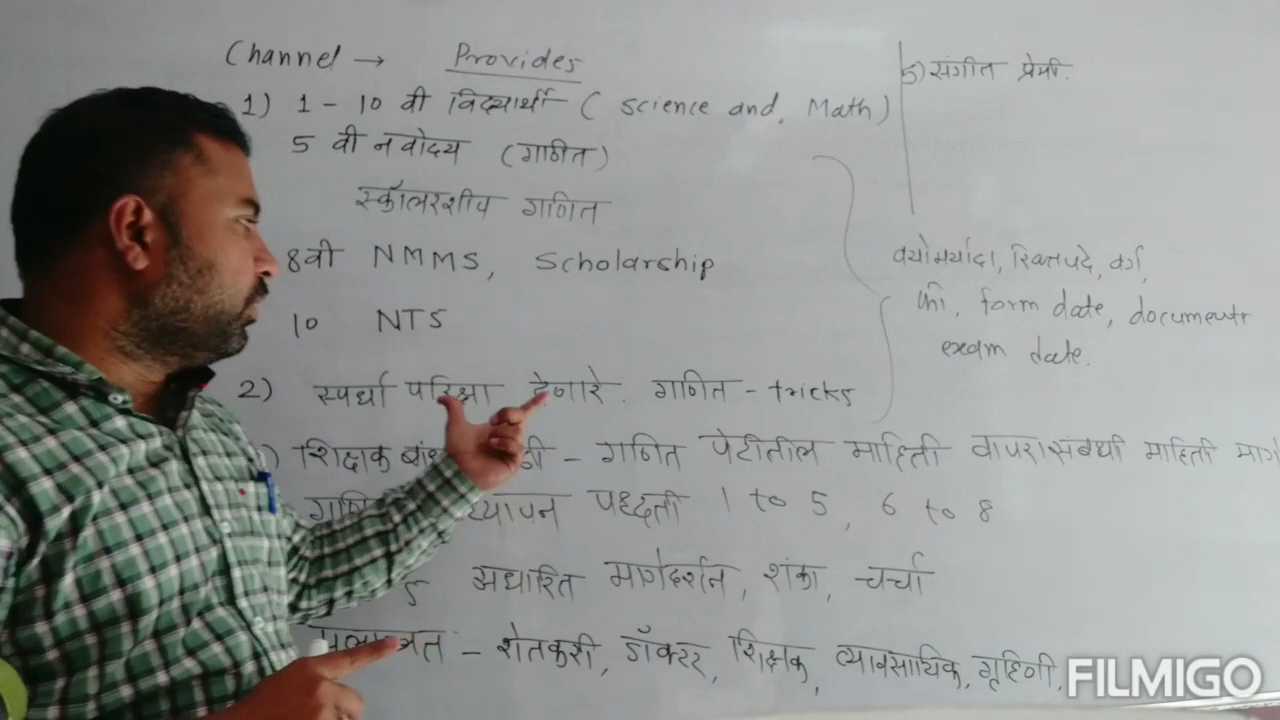 Channel → Provides
1) 1 - 10 वी विद्यार्थी ( Science and, Math )
5 वी नवोदय (गणित)
स्कॉलरशीप गणित
8वी NMMS, Scholarship
10 NTS
2) स्पर्धा परिक्षा देणारे. गणित - tricks
) शिक्षक - गणित पेटीतील माहिती वापरासंबधी माहिती
पध्दती 1 to 5, 6 to 8
अधारित मार्गदर्शन, शंका, चर्चा
- शेतकरी, डॉक्टर, शिक्षक, व्यावसायिक, गृहिणी.
5) संगीत प्रेमी.
वयोमर्यादा, रिक्तपदे, वर्ग,
फी, form date, documents
exam date.
FILMIGO